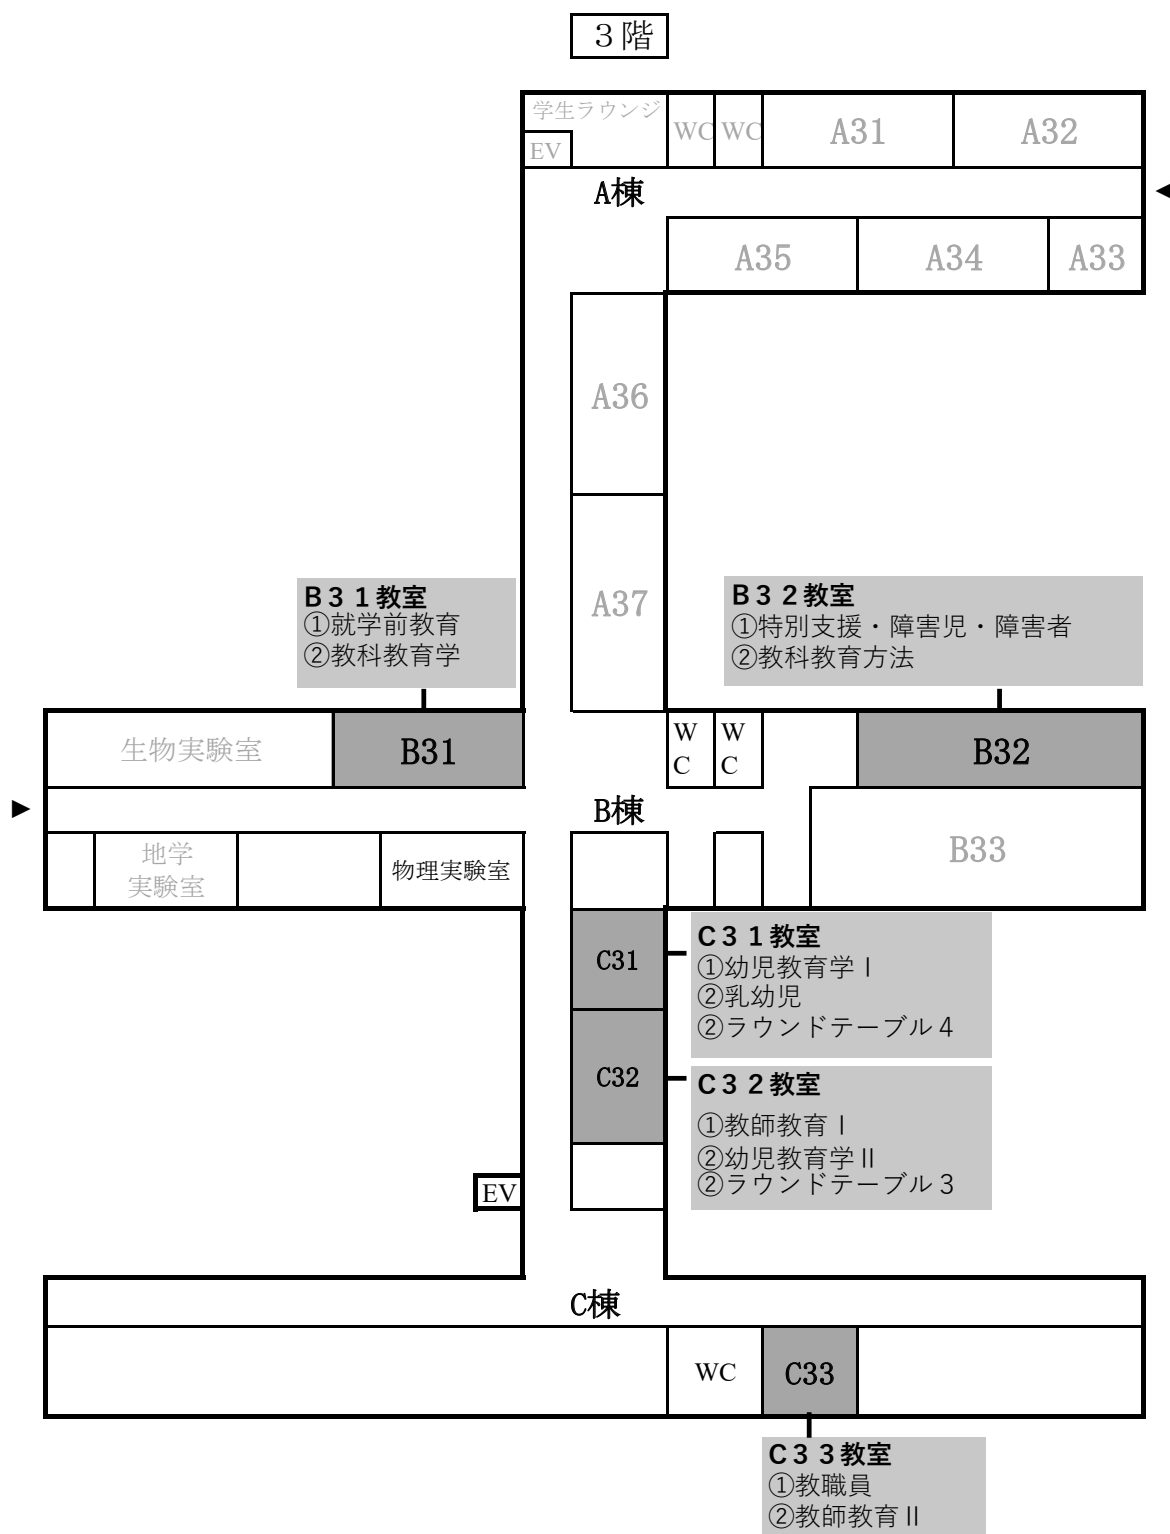 ３階
学生ラウンジ
WC
WC
A31
A32
EV
A棟
A35
A34
A33
A36
A37
Ｂ３１教室
①就学前教育
②教科教育学
Ｂ３２教室
①特別支援・障害児・障害者
②教科教育方法
生物実験室
B31
W
C
W
C
B32
B棟
B33
地学
実験室
物理実験室
C31
Ｃ３１教室
①幼児教育学Ⅰ
②乳幼児
②ラウンドテーブル４
C32
Ｃ３２教室
①教師教育Ⅰ
②幼児教育学Ⅱ
②ラウンドテーブル３
EV
C棟
WC
C33
Ｃ３３教室
①教職員
②教師教育Ⅱ